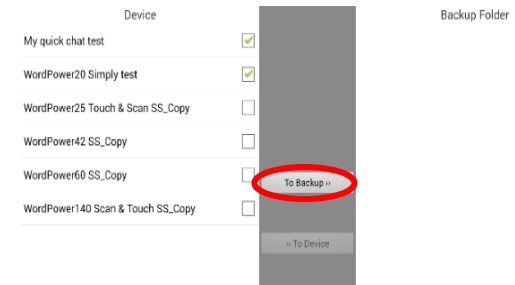 Device
Backup Folder
My quick chat test
WordPower20 Simply test
WordPower25 Touch & Scan SS_Copy
WordPower42 SS_Copy
WordPower60 SS_Copy
To Backup ››
WordPower140 Scan & Touch SS_Copy
‹‹ To Device